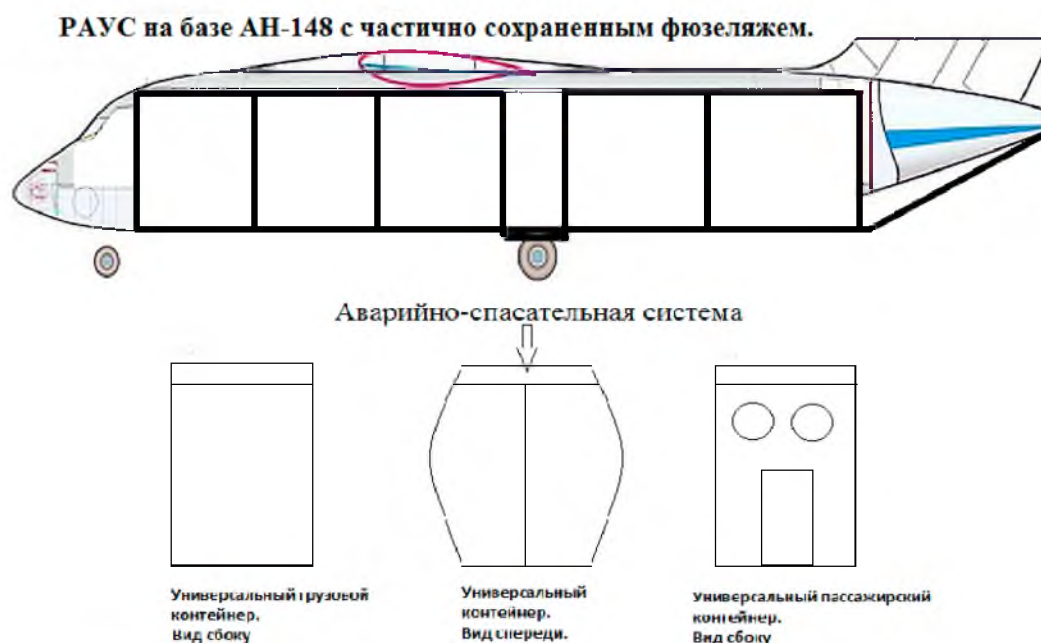 РАУС на базе АН-148 с частично сохраненным фюзеляжем.
Аварийно-спасательная система
Универсальный грузовой
контейнер.
Вид сбоку
Универсальный
контейнер.
Вид спереди.
Универсальный пассажирский
контейнер.
Вид сбоку